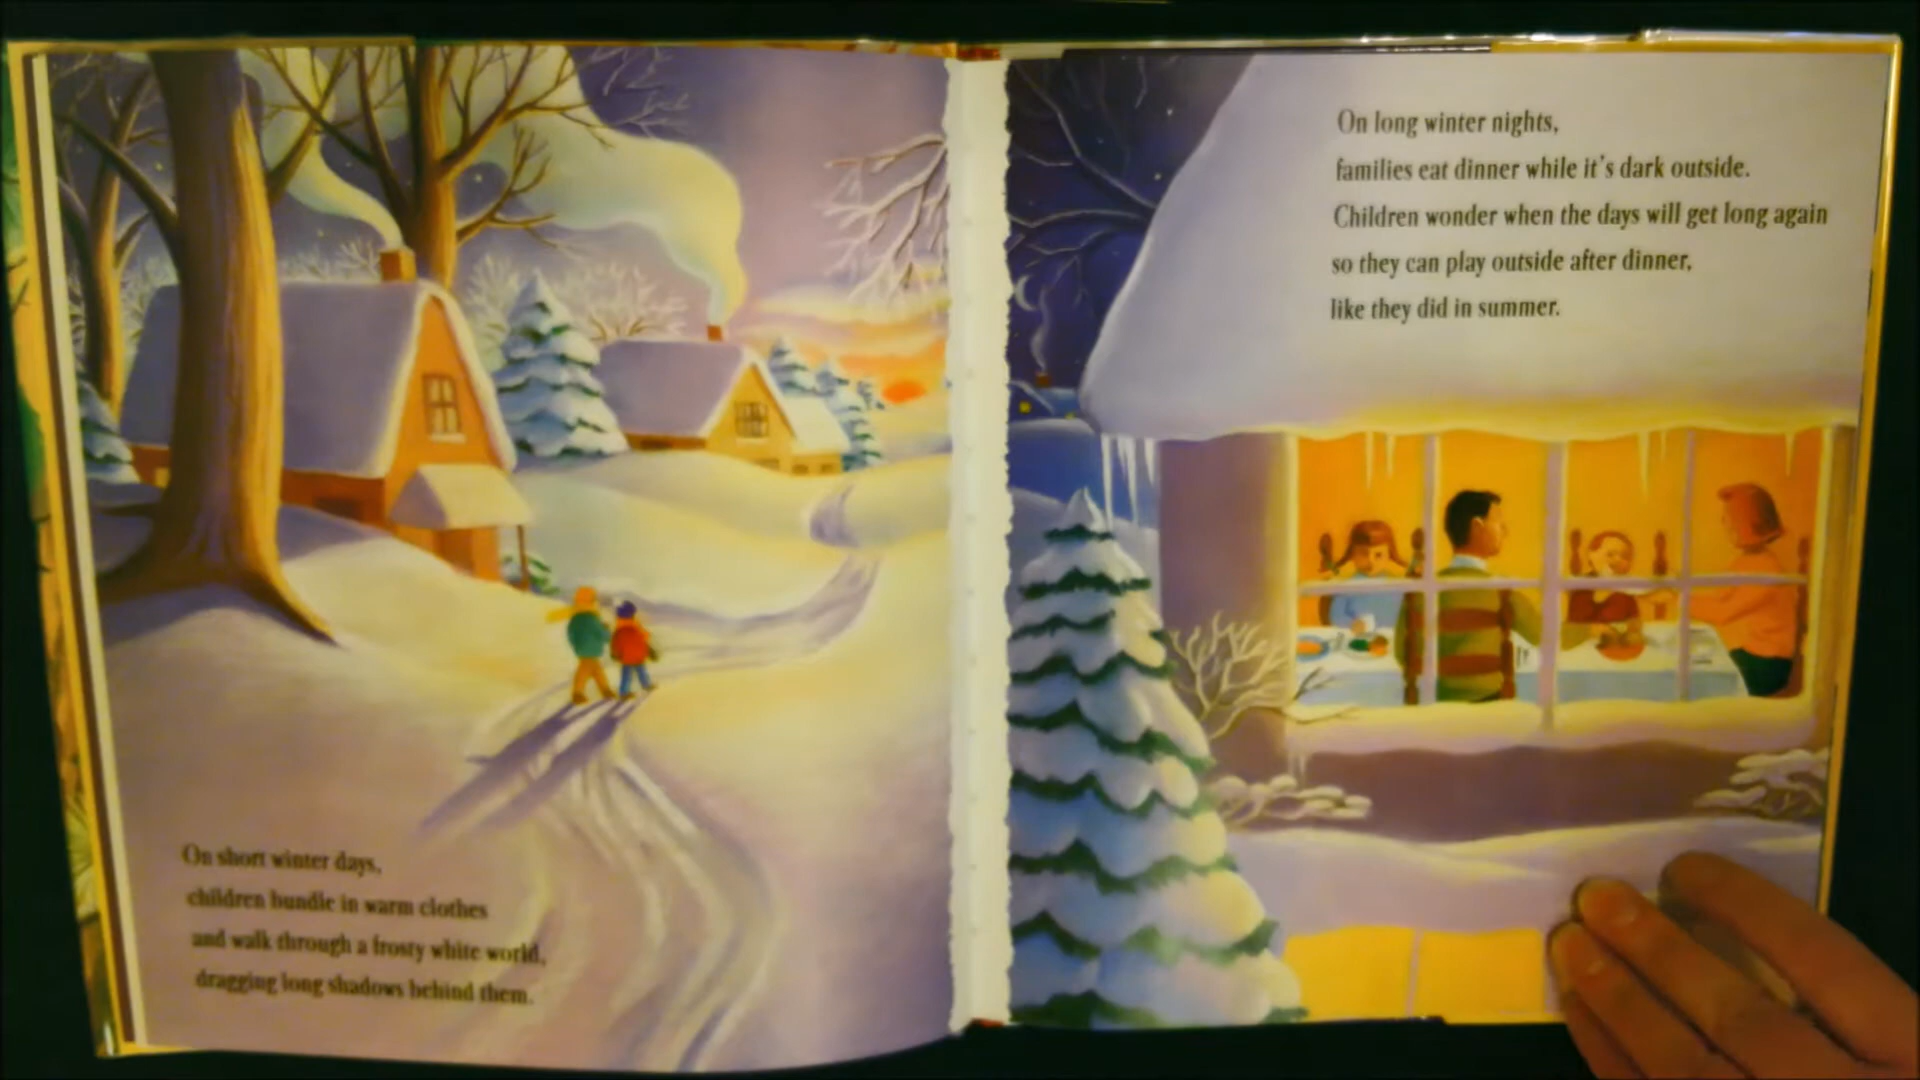 On short winter days,
children bundle in warm clothes
and walk through a frosty white world,
dragging long shadows behind them.
On long winter nights,
families eat dinner while it's dark outside.
Children wonder when the days will get long again
so they can play outside after dinner,
like they did in summer.